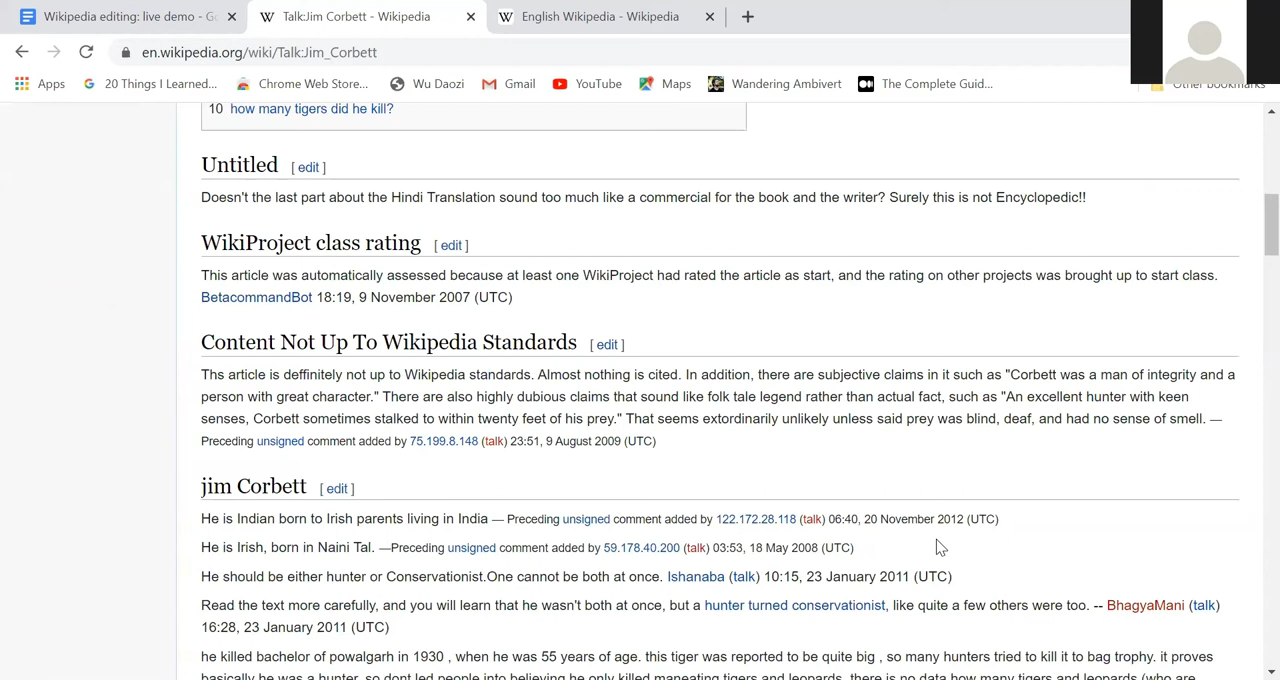 Wikipedia editing: live demo - Go
Talk:Jim Corbett - Wikipedia
English Wikipedia - Wikipedia
en.wikipedia.org/wiki/Talk:Jim_Corbett
Apps
20 Things I Learned...
Chrome Web Store...
Wu Daozi
Gmail
YouTube
Maps
Wandering Ambivert
The Complete Guid...
Other bookmarks
10 how many tigers did he kill?
Untitled [ edit ]
Doesn't the last part about the Hindi Translation sound too much like a commercial for the book and the writer? Surely this is not Encyclopedic!!
WikiProject class rating [ edit ]
This article was automatically assessed because at least one WikiProject had rated the article as start, and the rating on other projects was brought up to start class.
BetacommandBot 18:19, 9 November 2007 (UTC)
Content Not Up To Wikipedia Standards [ edit ]
Ths article is deffinitely not up to Wikipedia standards. Almost nothing is cited. In addition, there are subjective claims in it such as "Corbett was a man of integrity and a
person with great character." There are also highly dubious claims that sound like folk tale legend rather than actual fact, such as "An excellent hunter with keen
senses, Corbett sometimes stalked to within twenty feet of his prey." That seems extordinarily unlikely unless said prey was blind, deaf, and had no sense of smell. —
Preceding unsigned comment added by 75.199.8.148 (talk) 23:51, 9 August 2009 (UTC)
jim Corbett [ edit ]
He is Indian born to Irish parents living in India — Preceding unsigned comment added by 122.172.28.118 (talk) 06:40, 20 November 2012 (UTC)
He is Irish, born in Naini Tal. —Preceding unsigned comment added by 59.178.40.200 (talk) 03:53, 18 May 2008 (UTC)
He should be either hunter or Conservationist.One cannot be both at once. Ishanaba (talk) 10:15, 23 January 2011 (UTC)
Read the text more carefully, and you will learn that he wasn't both at once, but a hunter turned conservationist, like quite a few others were too. -- BhagyaMani (talk)
16:28, 23 January 2011 (UTC)
he killed bachelor of powalgarh in 1930 , when he was 55 years of age. this tiger was reported to be quite big , so many hunters tried to kill it to bag trophy. it proves
basically he was a hunter. so dont led people into believing he only killed maneating tigers and leopards. there is no data how many tigers and leopards (who are